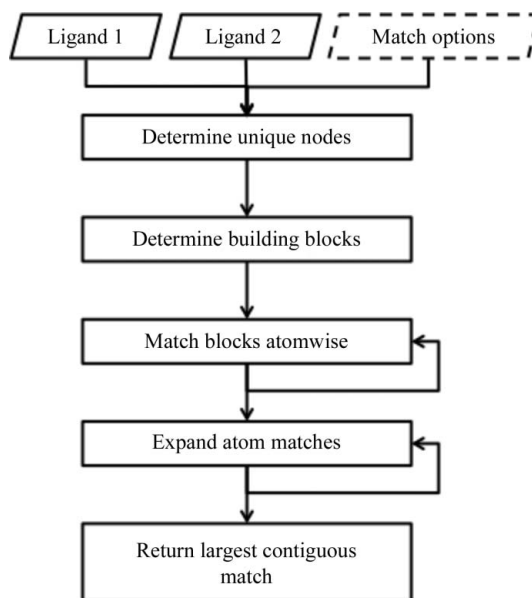 Ligand 1
Ligand 2
Match options
Determine unique nodes
Determine building blocks
Match blocks atomwise
Expand atom matches
Return largest contiguous
match